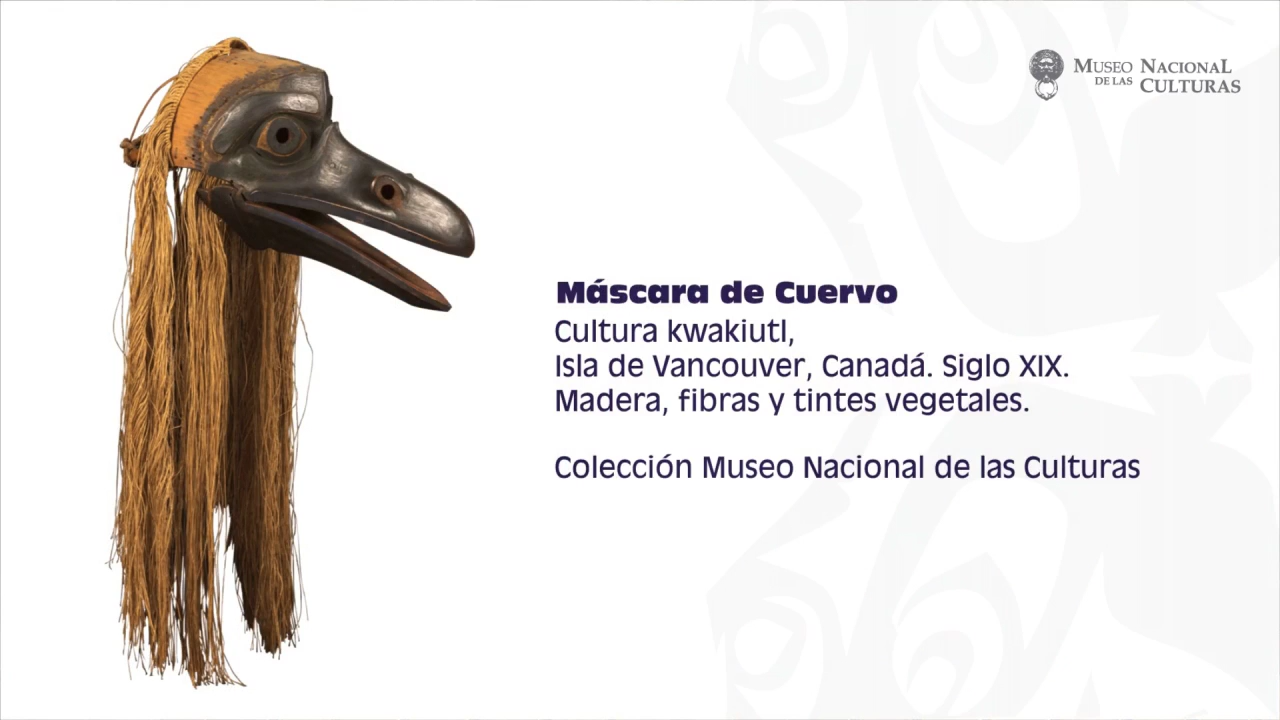 MUSEO NACIONAL
DE LAS CULTURAS
Máscara de Cuervo
Cultura kwakiutl,
Isla de Vancouver, Canadá. Siglo XIX.
Madera, fibras y tintes vegetales.
Colección Museo Nacional de las Culturas